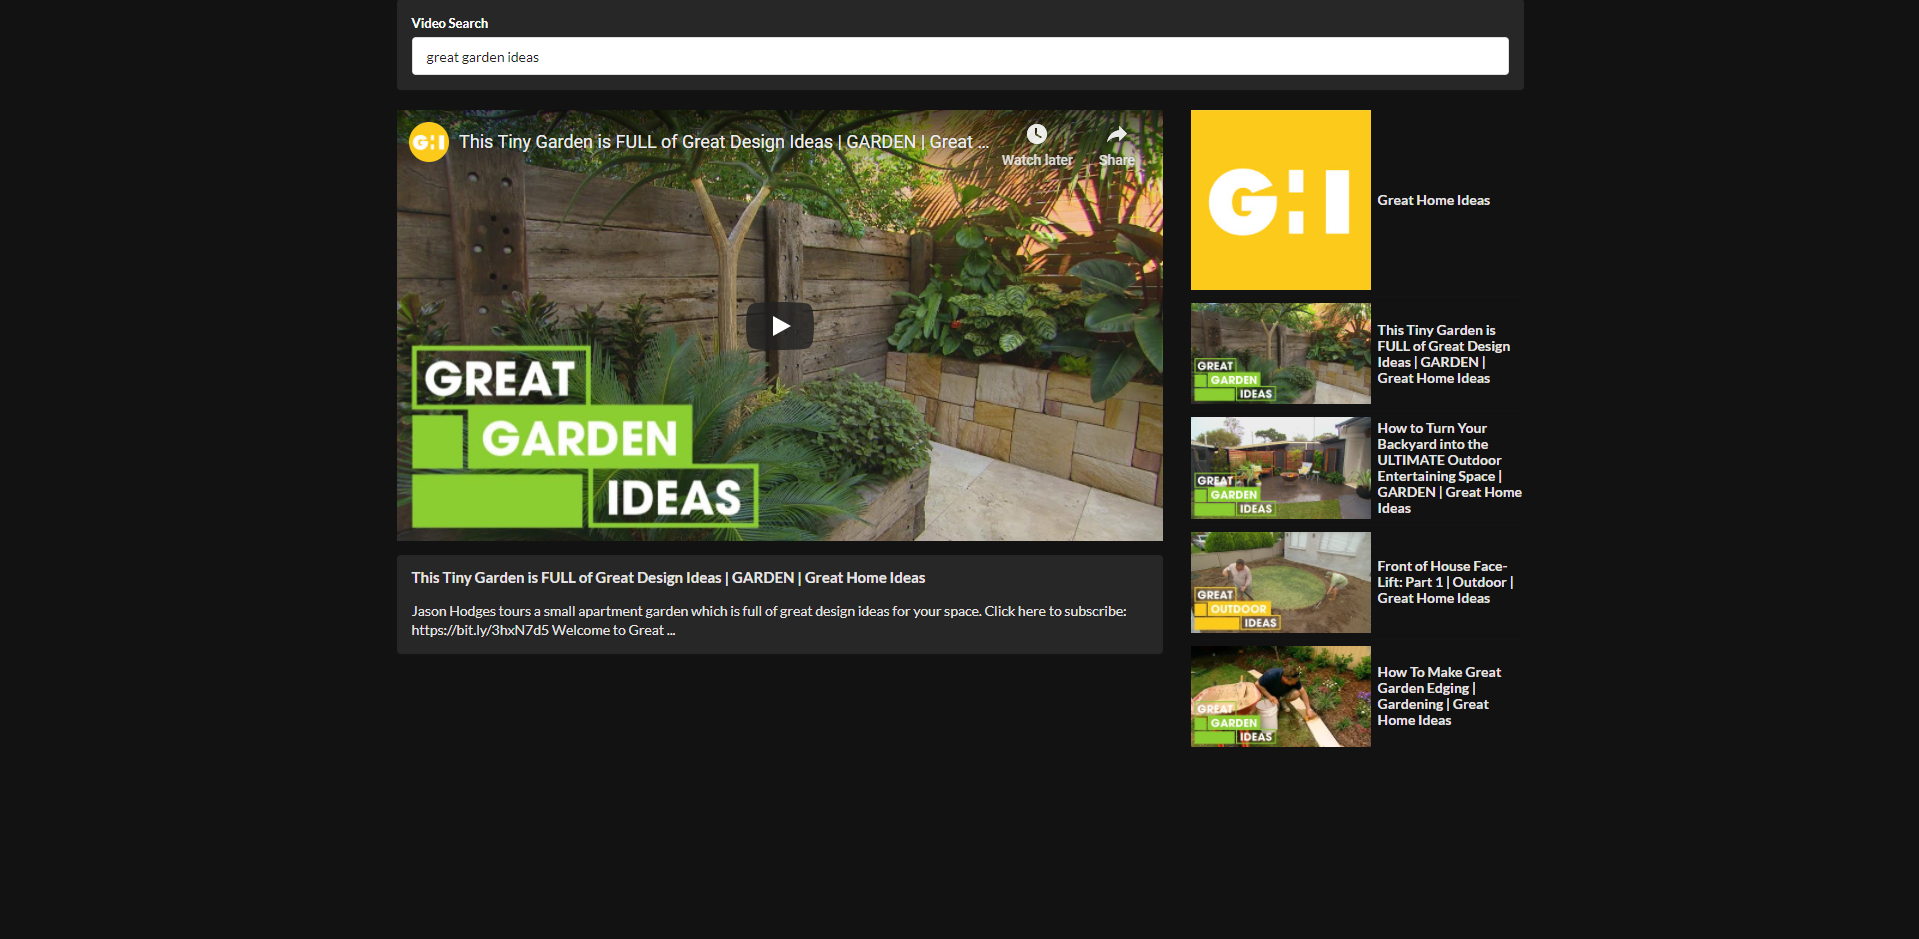 Video Search
great garden ideas
GHI
This Tiny Garden is FULL of Great Design Ideas | GARDEN | Great ...
Watch later
Share
GREAT
GARDEN
IDEAS
This Tiny Garden is FULL of Great Design Ideas | GARDEN | Great Home Ideas
Jason Hodges tours a small apartment garden which is full of great design ideas for your space. Click here to subscribe:
https://bit.ly/3hxN7d5 Welcome to Great ...
G:I
Great Home Ideas
GREAT
GARDEN
IDEAS
This Tiny Garden is
FULL of Great Design
Ideas | GARDEN |
Great Home Ideas
GREAT
GARDEN
IDEAS
How to Turn Your
Backyard into the
ULTIMATE Outdoor
Entertaining Space |
GARDEN | Great Home
Ideas
GREAT
OUTDOOR
IDEAS
Front of House Face-
Lift: Part 1 | Outdoor |
Great Home Ideas
GREAT
GARDEN
IDEAS
How To Make Great
Garden Edging |
Gardening | Great
Home Ideas